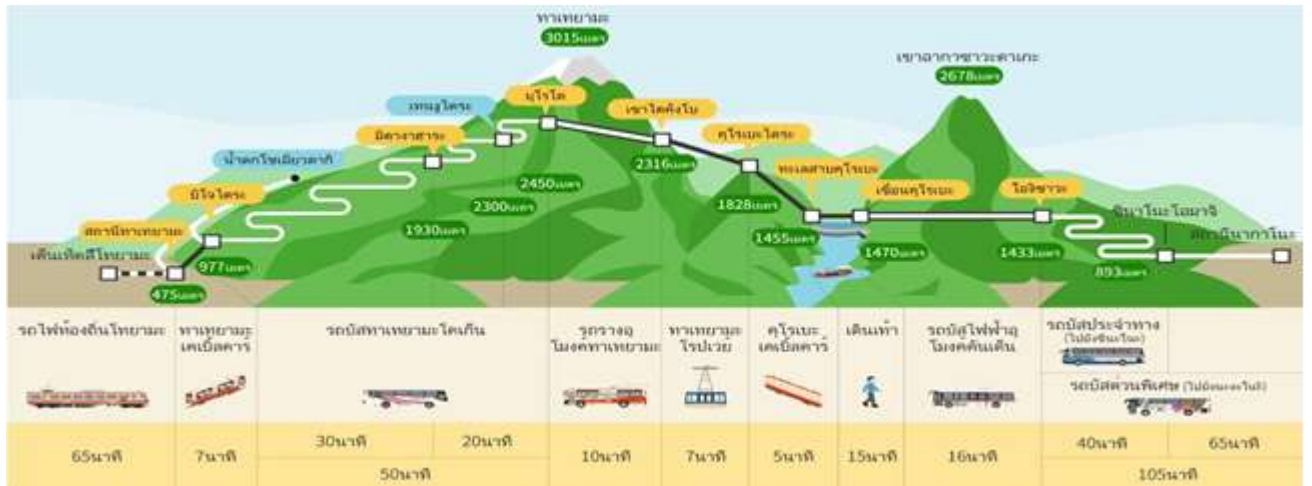 ทาเทยามะ
3015เมตร
เขาอากาซาวะดาเกะ
2678เมตร
มุโรโด
เทนงูไดระ
เขาไดคังโบ
มิดางาฮาระ
คุโรเบะไดระ
น้ำตกโชเมียวดากิ
2316เมตร
ทะเลสาบคุโรเบะ
บิโจไดระ
2450เมตร
เขื่อนคุโรเบะ
โอกิซาวะ
2300เมตร
1828เมตร
ชินาโนะโอมาจิ
สถานีทาเทยามะ
1930เมตร
สถานีนากาโนะ
1455เมตร
1470เมตร
1433เมตร
977เมตร
893เมตร
475เมตร
รถไฟท้องถิ่นโทยามะ
ทาเทยามะ
เคเบิ้ลคาร์
รถบัสทาเทยามะโคเก็น
รถรางอุ
โมงค์ทาเทยามะ
ทาเทยามะ
โรปเวย์
คุโรเบะ
เคเบิ้ลคาร์
เดินเท้า
รถบัสไฟฟ้าอุ
โมงค์คันเด็น
รถบัสประจำทาง
รถบัสด่วนพิเศษ
65นาที
7นาที
30นาที
20นาที
50นาที
10นาที
7นาที
5นาที
15นาที
16นาที
40นาที
65นาที
105นาที